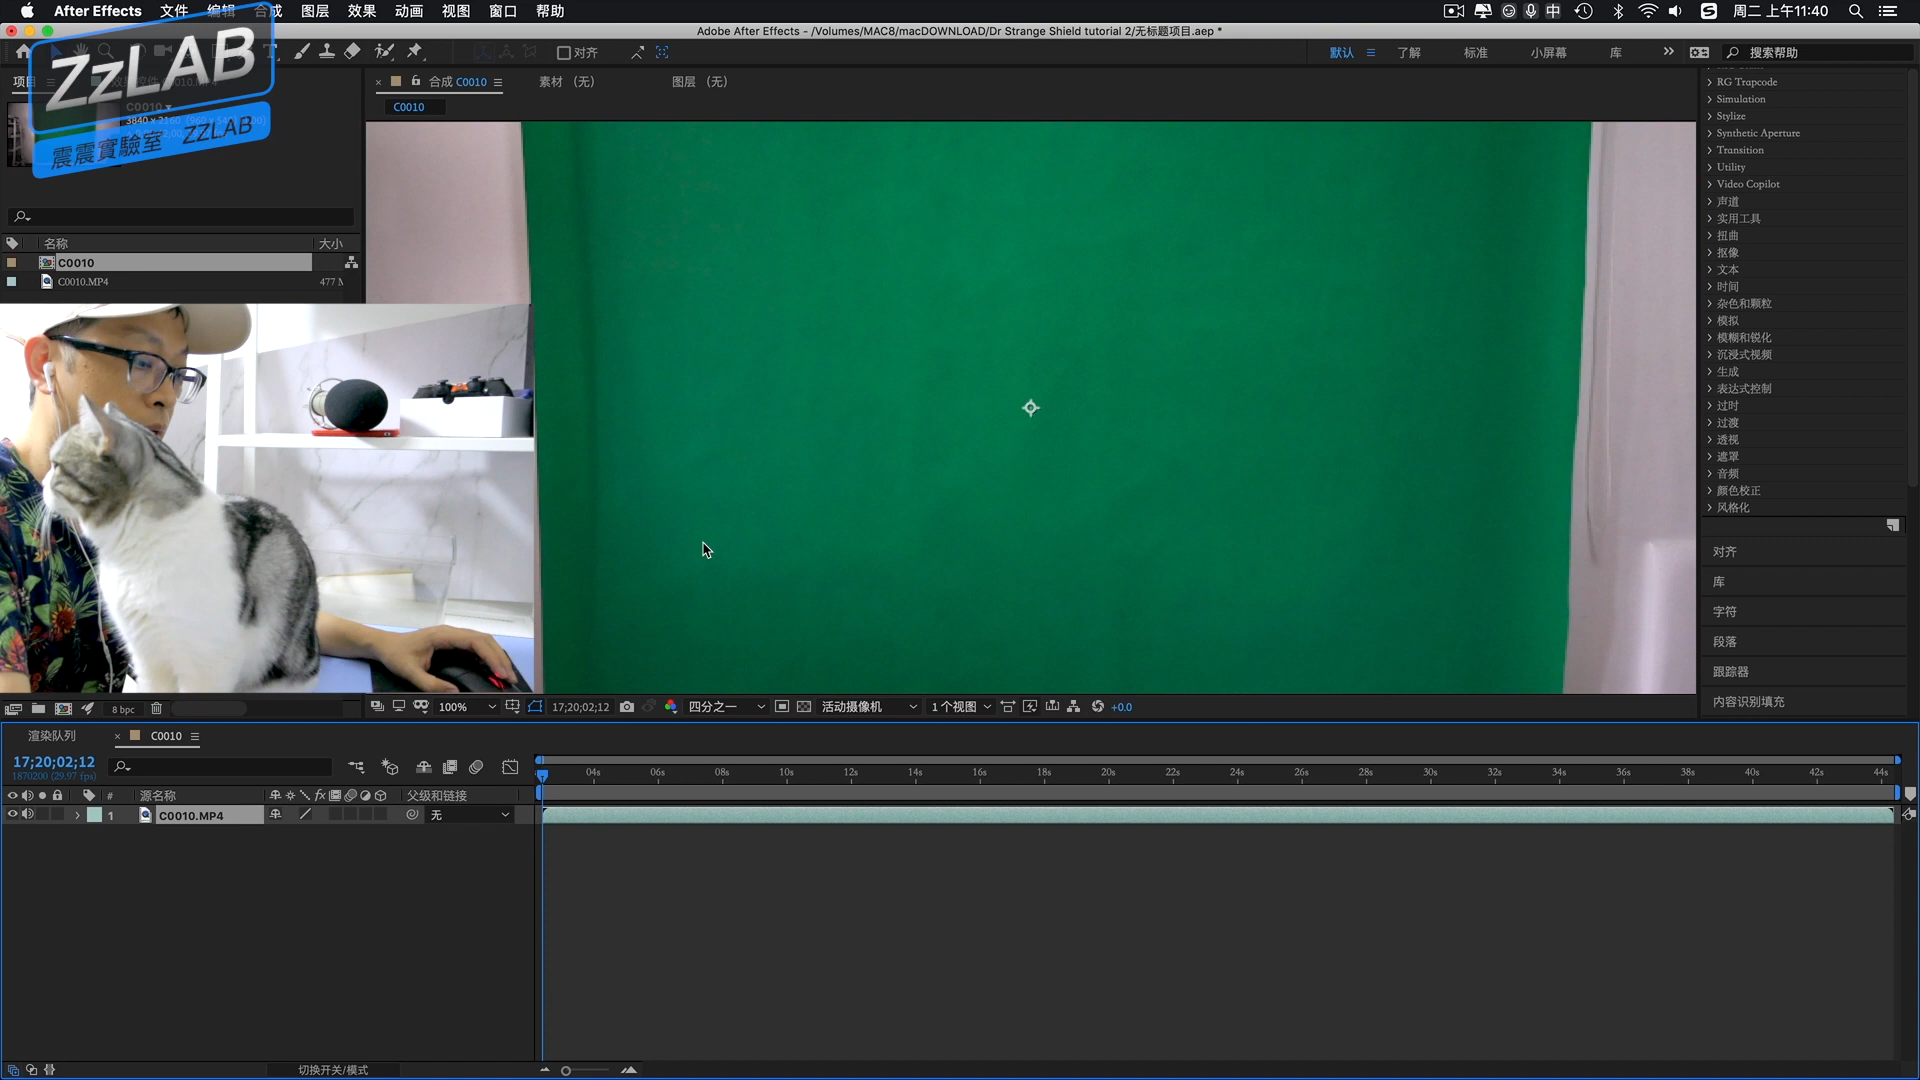 After Effects 文件 编辑 合成 图层 效果 动画 视图 窗口 帮助
中 周二 上午11:40
Adobe After Effects - /Volumes/MAC8/macDOWNLOAD/Dr Strange Shield tutorial 2/无标题项目.aep *
对齐 默认 了解 标准 小屏幕 库 搜索帮助
ZzLAB
震震實驗室 ZZLAB
项目
C0010
合成 C0010 素材 (无) 图层 (无)
C0010
名称 大小
C0010
C0010.MP4 477 M
RG Trapcode
Simulation
Stylize
Synthetic Aperture
Transition
Utility
Video Copilot
声道
实用工具
扭曲
抠像
文本
时间
杂色和颗粒
模拟
模糊和锐化
沉浸式视频
生成
表达式控制
过时
过渡
透视
遮罩
音频
颜色校正
风格化
对齐
库
字符
段落
跟踪器
内容识别填充
8 bpc 100% 17;20;02;12 四分之一 活动摄像机 1个视图 +0.0
渲染队列 C0010
17;20;02;12
1870200 (29.97 fps)
04s 06s 08s 10s 12s 14s 16s 18s 20s 22s 24s 26s 28s 30s 32s 34s 36s 38s 40s 42s 44s
# 源名称 fx 父级和链接
1 C0010.MP4 无
切换开关/模式